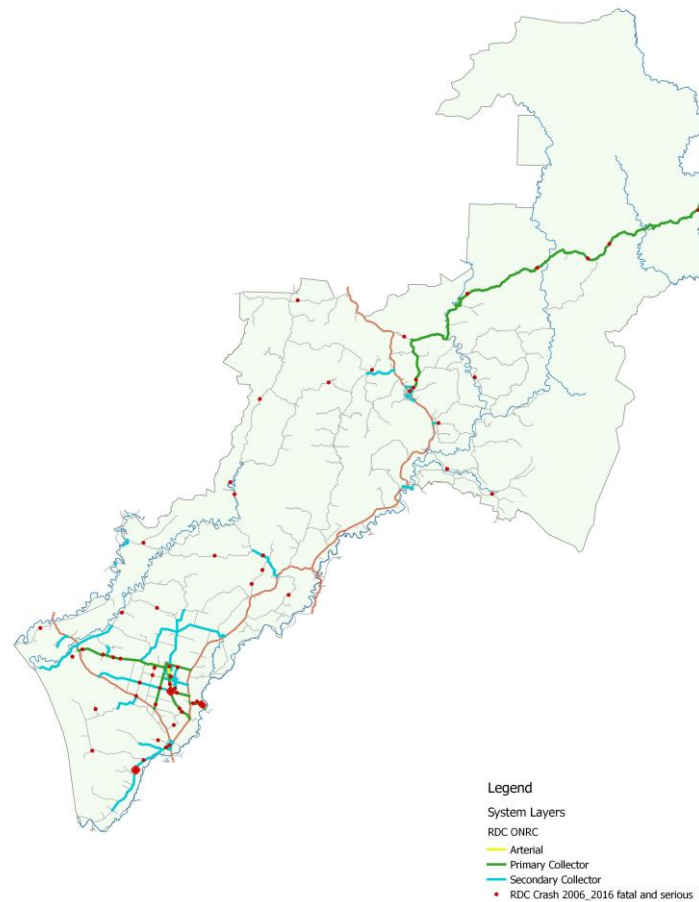 Legend
System Layers
RDC ONRC
Arterial
Primary Collector
Secondary Collector
RDC Crash 2006_2016 fatal and serious